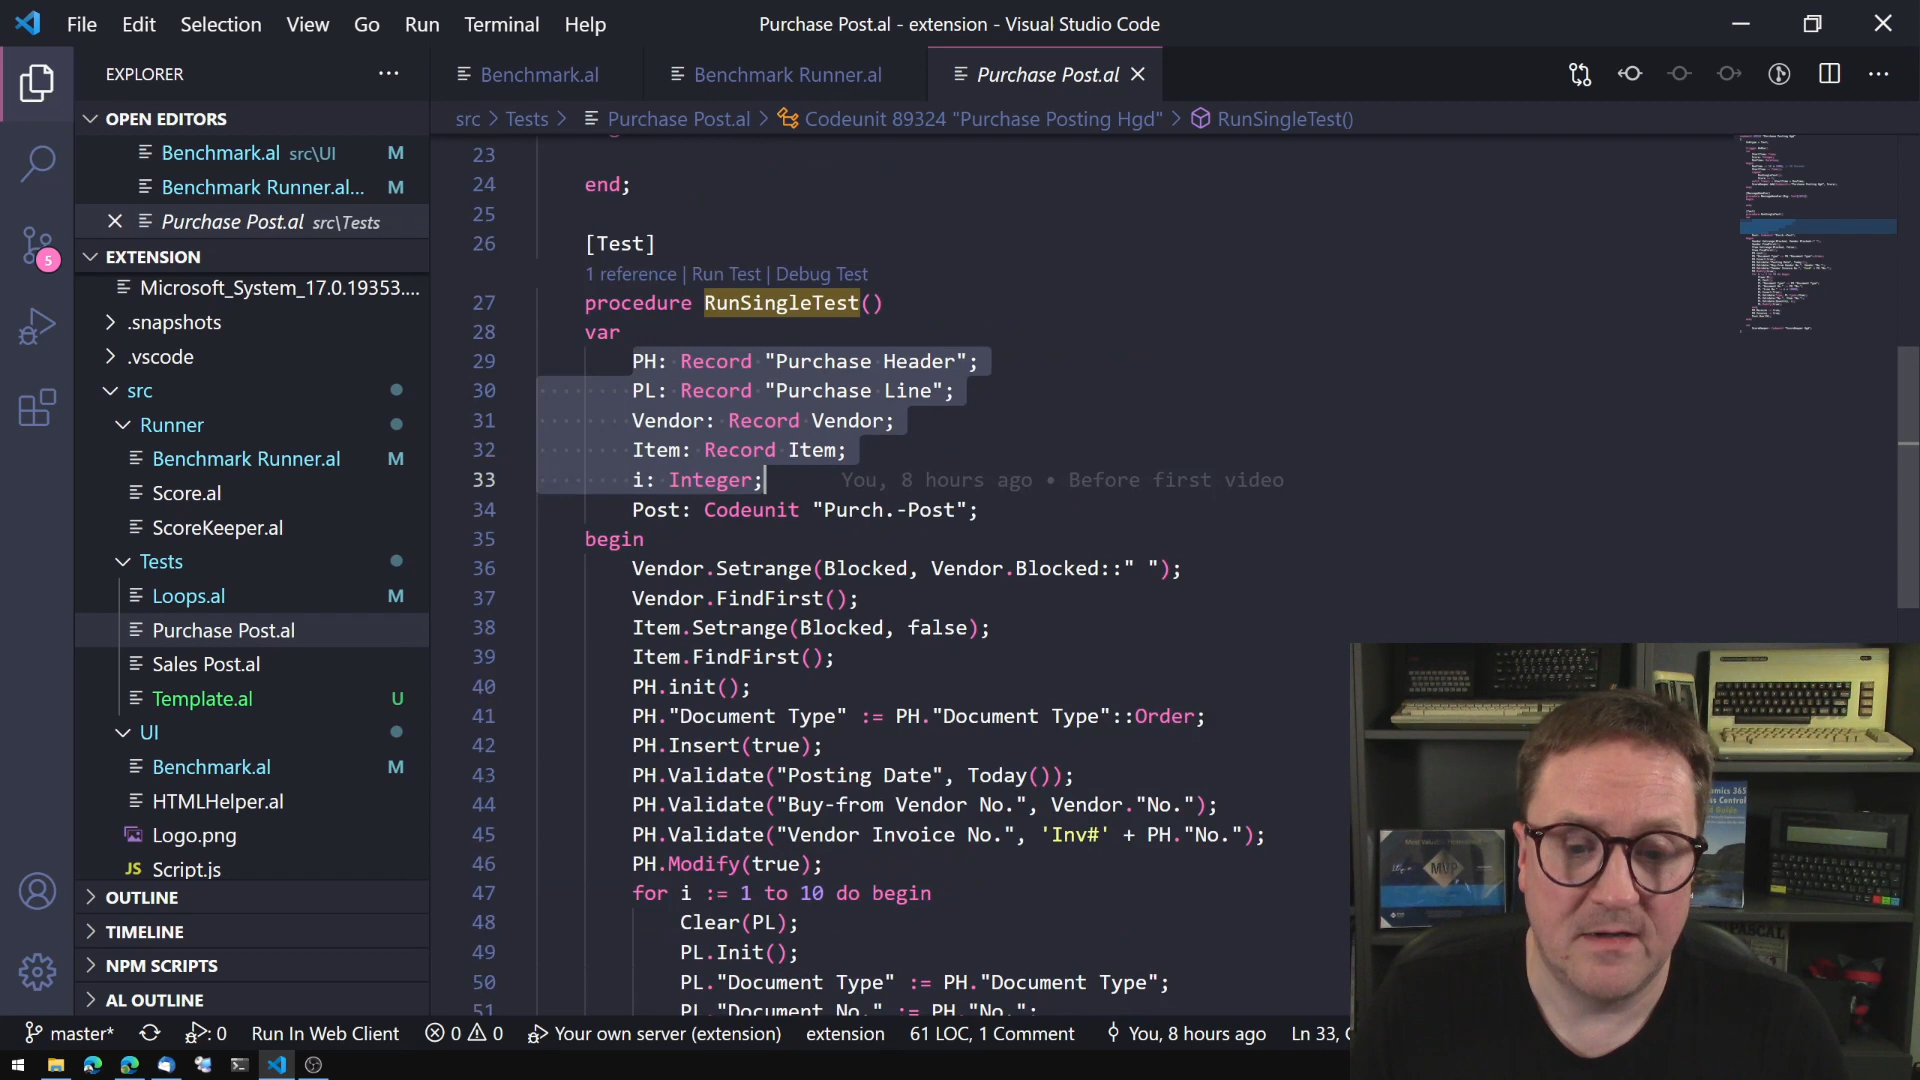 File Edit Selection View Go Run Terminal Help
Purchase Post.al - extension - Visual Studio Code
EXPLORER
Benchmark.al
Benchmark Runner.al
Purchase Post.al
OPEN EDITORS
src > Tests > Purchase Post.al > Codeunit 89324 "Purchase Posting Hgd" > RunSingleTest()
Benchmark.al src\UI M
Benchmark Runner.al... M
Purchase Post.al src\Tests
EXTENSION
Microsoft_System_17.0.19353....
.snapshots
.vscode
src
Runner
Benchmark Runner.al M
Score.al
ScoreKeeper.al
Tests
Loops.al M
Purchase Post.al
Sales Post.al
Template.al U
UI
Benchmark.al M
HTMLHelper.al
Logo.png
JS Script.js
OUTLINE
TIMELINE
NPM SCRIPTS
AL OUTLINE
5
23
24 end;
25
26 [Test]
1 reference | Run Test | Debug Test
27 procedure RunSingleTest()
28 var
29 PH: Record "Purchase Header";
30 PL: Record "Purchase Line";
31 Vendor: Record Vendor;
32 Item: Record Item;
33 i: Integer; You, 8 hours ago • Before first video
34 Post: Codeunit "Purch.-Post";
35 begin
36 Vendor.Setrange(Blocked, Vendor.Blocked::" ");
37 Vendor.FindFirst();
38 Item.Setrange(Blocked, false);
39 Item.FindFirst();
40 PH.init();
41 PH."Document Type" := PH."Document Type"::Order;
42 PH.Insert(true);
43 PH.Validate("Posting Date", Today());
44 PH.Validate("Buy-from Vendor No.", Vendor."No.");
45 PH.Validate("Vendor Invoice No.", 'Inv#' + PH."No.");
46 PH.Modify(true);
47 for i := 1 to 10 do begin
48 Clear(PL);
49 PL.Init();
50 PL."Document Type" := PH."Document Type";
51 PL."Document No." := PH."No.";
MVP
PASCAL
master* 0 Run In Web Client 0 0 Your own server (extension) extension 61 LOC, 1 Comment You, 8 hours ago Ln 33, C